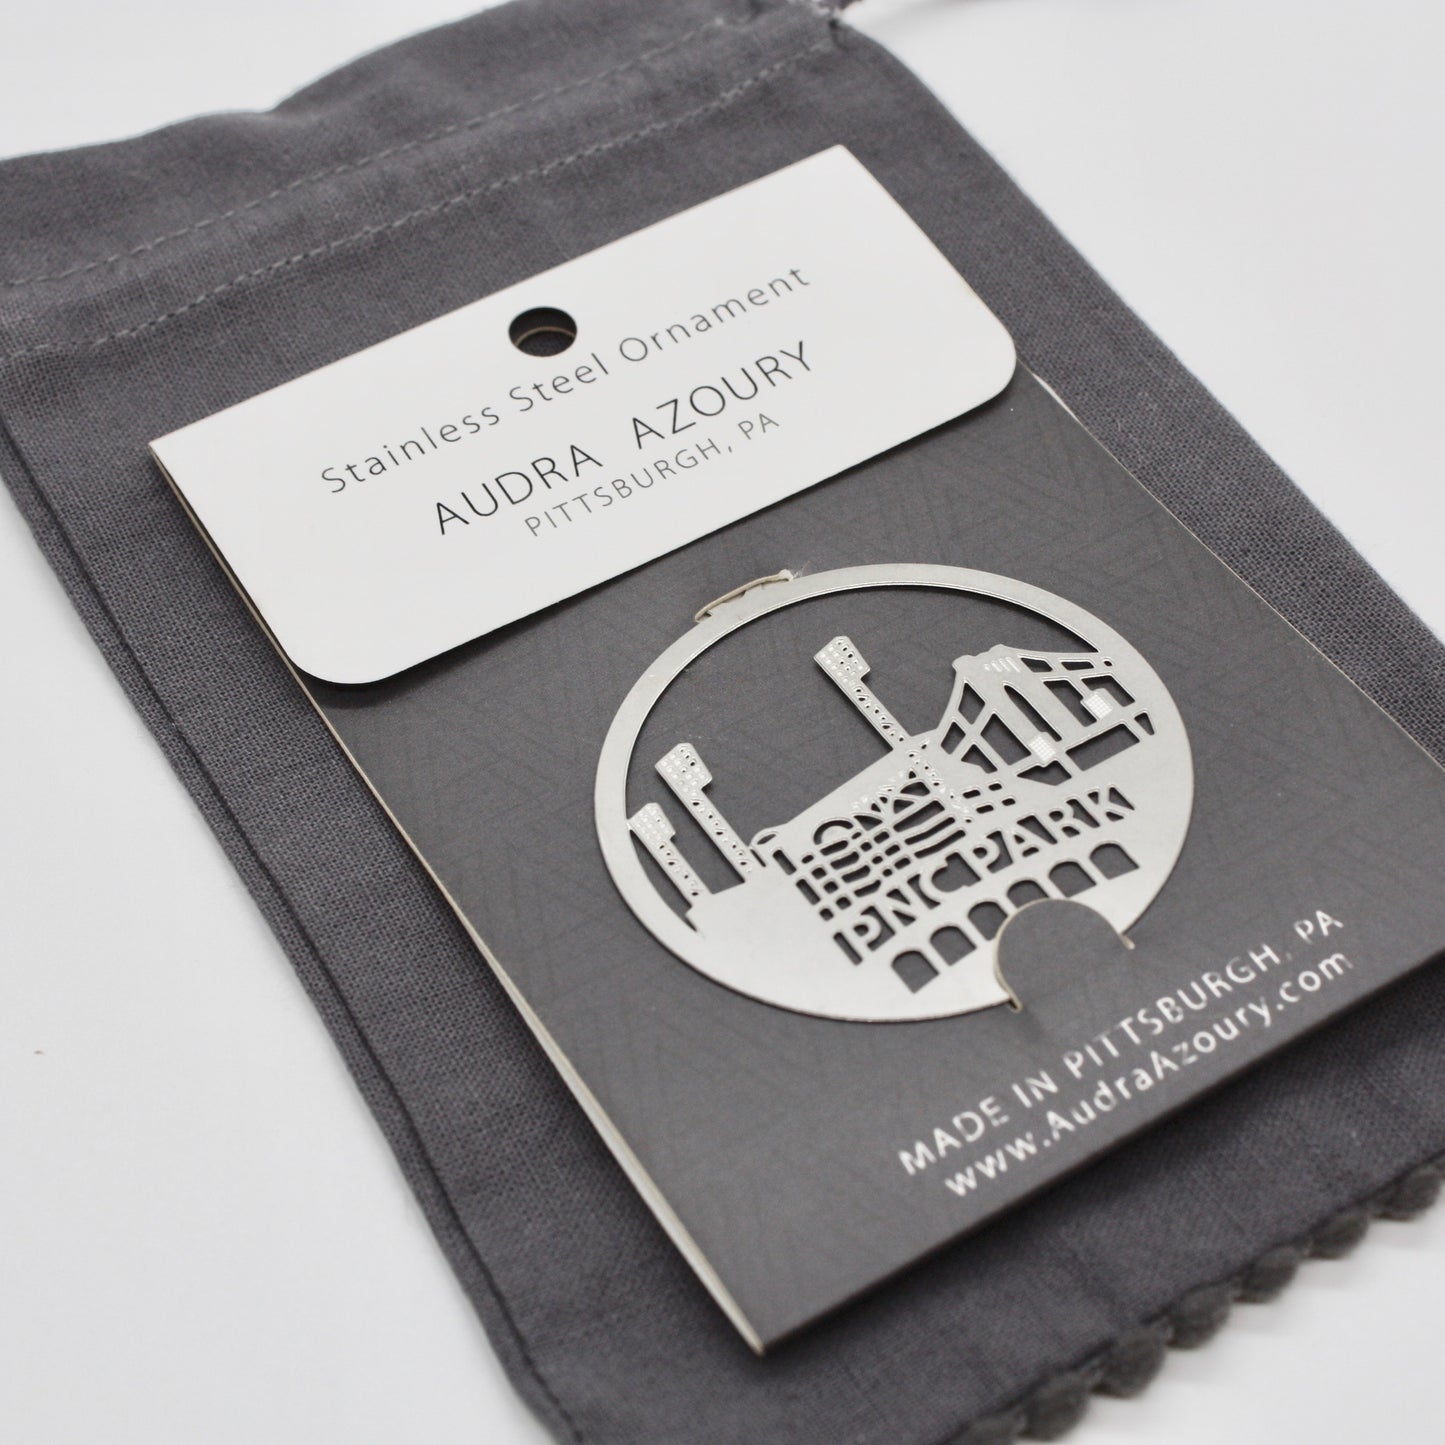 Stainless Steel Ornament
AUDRA AZOURY
PITTSBURGH, PA
PNC PARK
MADE IN PITTSBURGH, PA
www.AudraAzoury.com